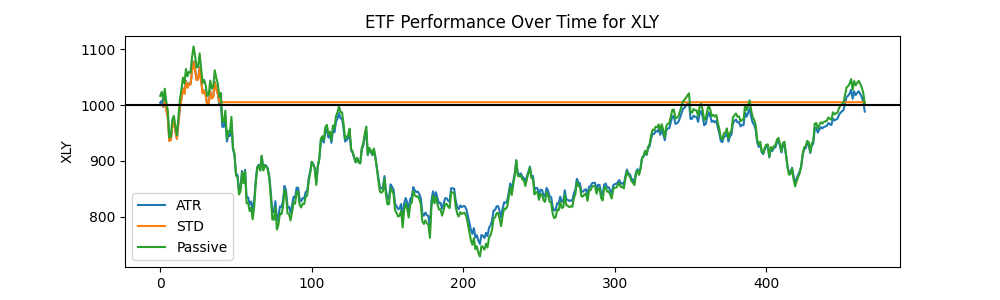 ETF Performance Over Time for XLY
1100
1000
900
800
XLY
ATR
STD
Passive
0 100 200 300 400